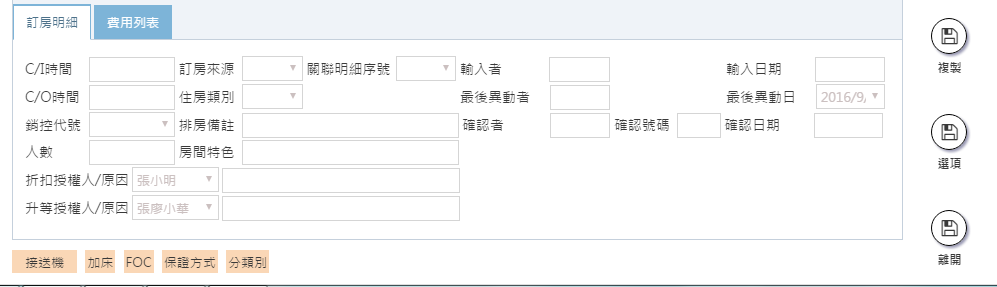 訂房明細 費用列表
C/I時間 訂房來源 關聯明細序號 輸入者 輸入日期
C/O時間 住房類別 最後異動者 最後異動日 2016/9/
銷控代號 排房備註 確認者 確認號碼 確認日期
人數 房間特色
折扣授權人/原因 張小明
升等授權人/原因 張廖小華
接送機 加床 FOC 保證方式 分類別
複製
選項
離開